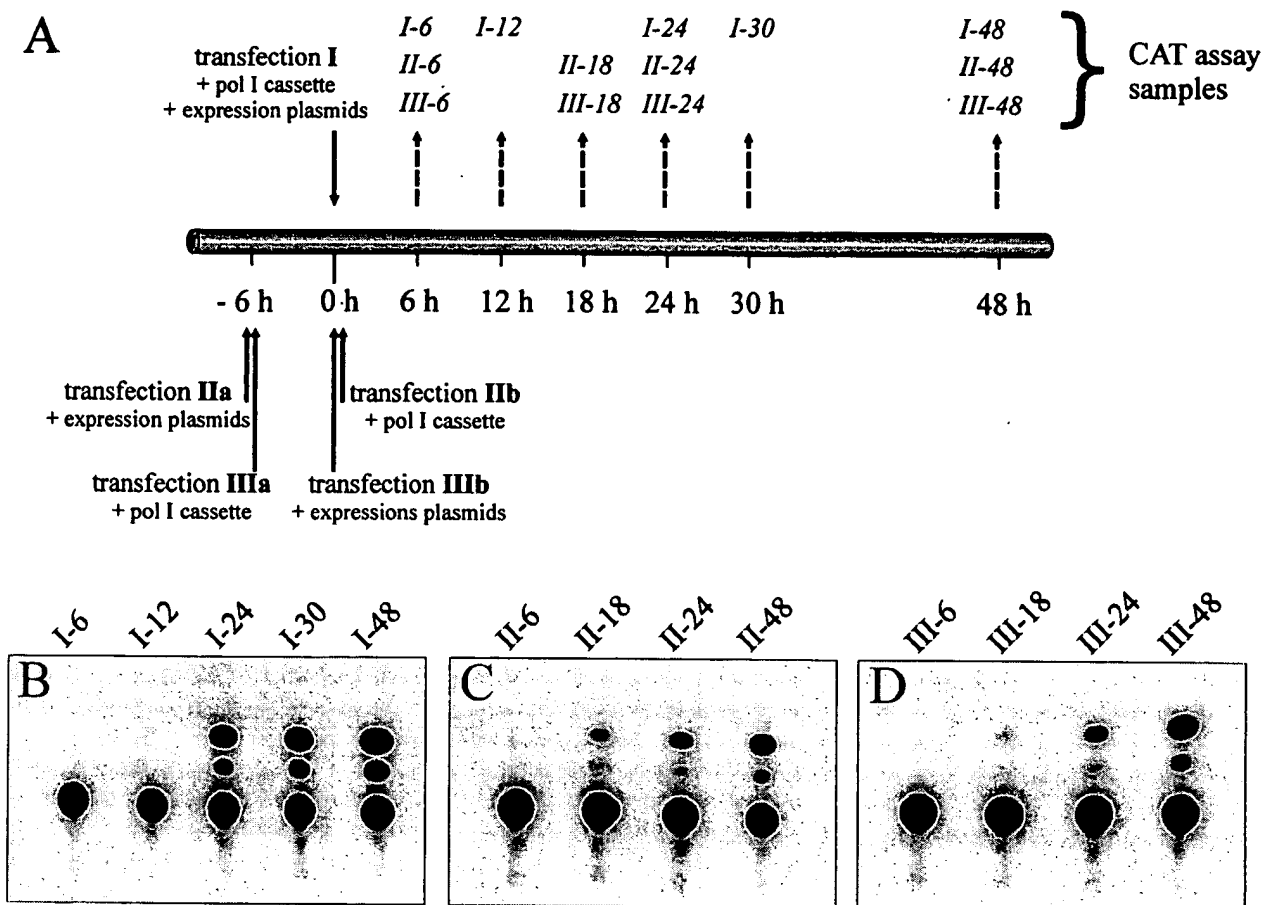 A
I-6 I-12 I-24 I-30 I-48
transfection I
+ pol I cassette
+ expression plasmids
II-6 II-18 II-24 II-48
III-6 III-18 III-24 III-48
CAT assay
samples
- 6 h 0 h 6 h 12 h 18 h 24 h 30 h 48 h
transfection IIa
+ expression plasmids
transfection IIb
+ pol I cassette
transfection IIIa
+ pol I cassette
transfection IIIb
+ expressions plasmids
I-6 I-12 I-24 I-30 I-48
II-6 II-18 II-24 II-48
III-6 III-18 III-24 III-48
B
C
D